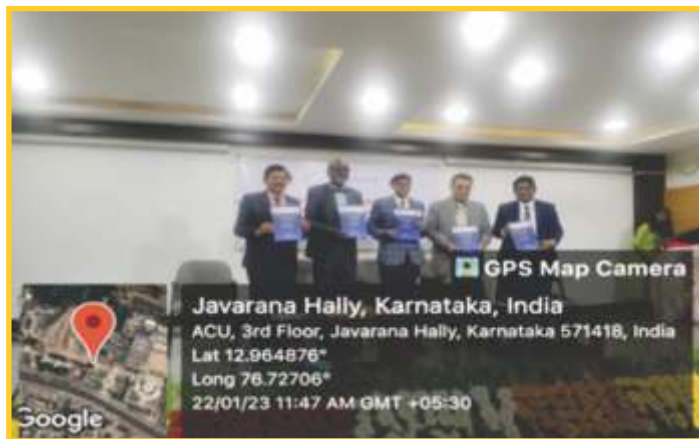 GPS Map Camera
Javarana Hally, Karnataka, India
ACU, 3rd Floor, Javarana Hally, Karnataka 571418, India
Lat 12.964876°
Long 76.72706°
22/01/23 11:47 AM GMT +05:30
Google